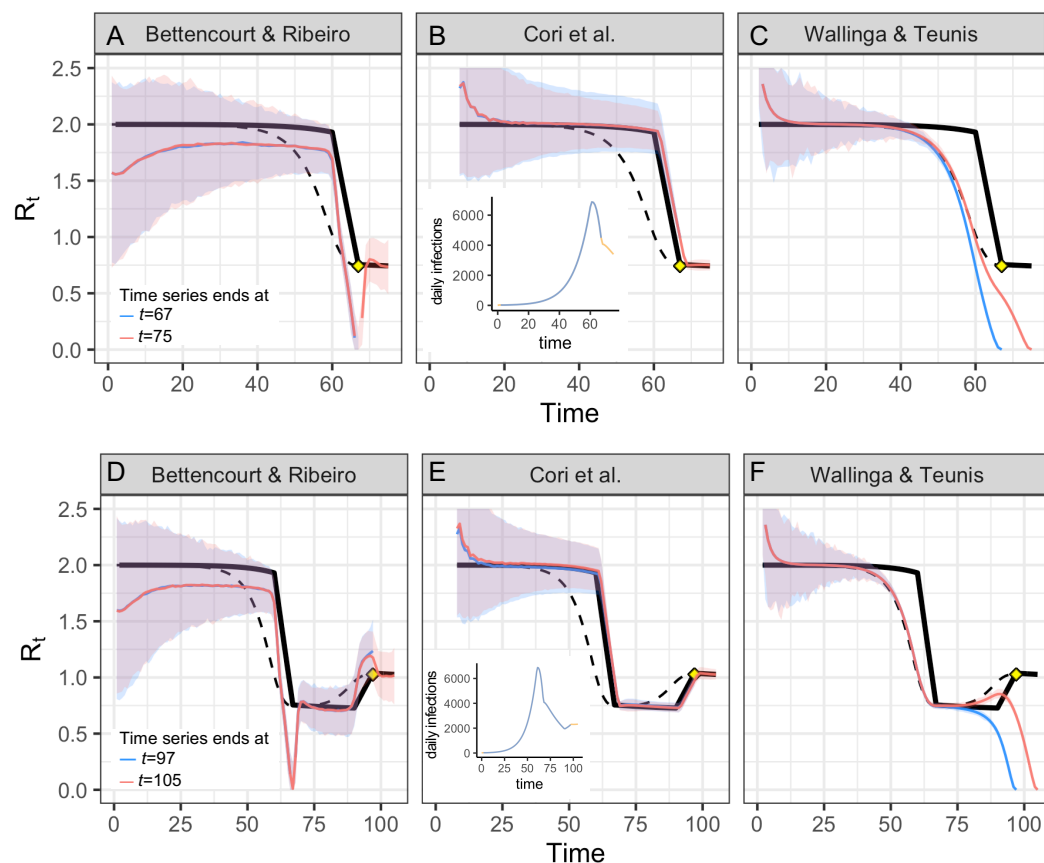 A Bettencourt & Ribeiro
B Cori et al.
C Wallinga & Teunis
R_t
2.5
2.0
1.5
1.0
0.5
0.0
Time series ends at
t=67
t=75
0 20 40 60
daily infections
6000
4000
2000
0
0 20 40 60
time
0 20 40 60
0 20 40 60
Time
D Bettencourt & Ribeiro
E Cori et al.
F Wallinga & Teunis
R_t
2.5
2.0
1.5
1.0
0.5
0.0
Time series ends at
t=97
t=105
0 25 50 75 100
daily infections
6000
4000
2000
0
0 25 50 75 100
time
0 25 50 75 100
0 25 50 75 100
Time